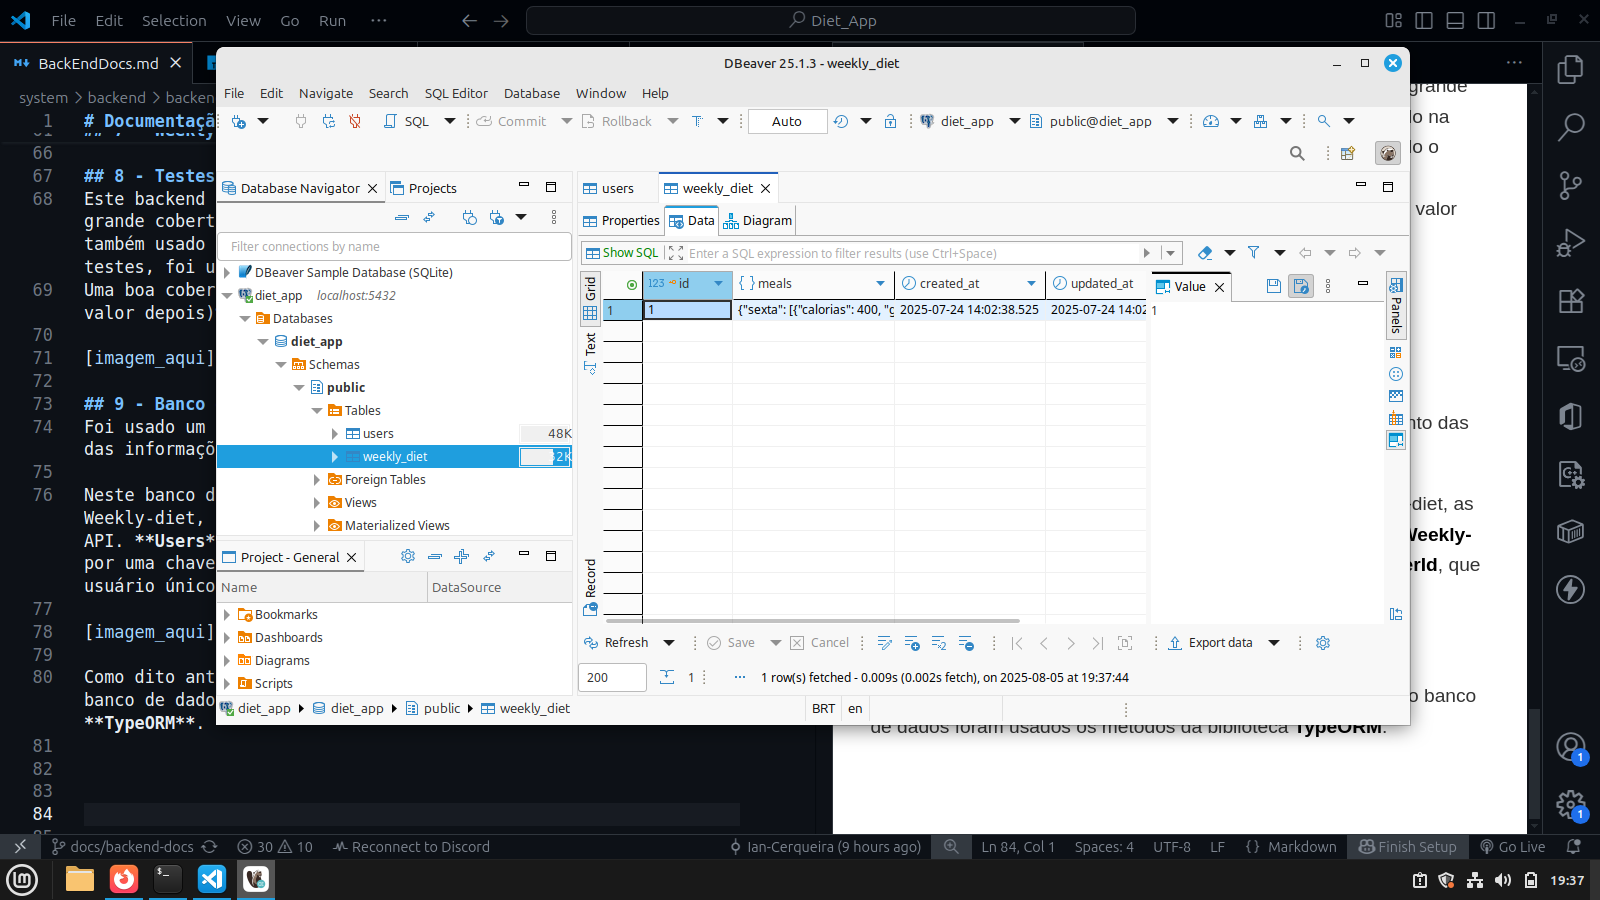 File Edit Selection View Go Run ··· Diet_App
BackEndDocs.md
system > backend > backen
1 # Documentaçã
66
67 ## 8 - Testes
68 Este backend
grande cobert
também usado
testes, foi u
69 Uma boa cober
valor depois)
70
71 [imagem_aqui]
72
73 ## 9 - Banco
74 Foi usado um
das informaçõ
75
76 Neste banco d
Weekly-diet,
API. **Users*
por uma chave
usuário único
77
78 [imagem_aqui]
79
80 Como dito ant
banco de dado
**TypeORM**.
81
82
83
84
DBeaver 25.1.3 - weekly_diet
File Edit Navigate Search SQL Editor Database Window Help
SQL Commit Rollback T Auto diet_app public@diet_app
Database Navigator Projects
Filter connections by name
DBeaver Sample Database (SQLite)
diet_app localhost:5432
Databases
diet_app
Schemas
public
Tables
users 48K
weekly_diet 32K
Foreign Tables
Views
Materialized Views
Project - General
Name DataSource
Bookmarks
Dashboards
Diagrams
Scripts
users weekly_diet
Properties Data Diagram
Show SQL Enter a SQL expression to filter results (use Ctrl+Space)
Grid
Text
Record
123 id { } meals created_at updated_at
1 1 {"sexta": [{"calorias": 400, "g 2025-07-24 14:02:38.525 2025-07-24 14:02
Value
1
Panels
Refresh Save Cancel Export data
200 1 ··· 1 row(s) fetched - 0.009s (0.002s fetch), on 2025-08-05 at 19:37:44
diet_app diet_app public weekly_diet BRT en
grande
do na
do o
valor
nto das
-diet, as
Weekly-
erId, que
o banco
de dados foram usados os métodos da biblioteca TypeORM.
1
1
docs/backend-docs 30 10 Reconnect to Discord Ian-Cerqueira (9 hours ago) Ln 84, Col 1 Spaces: 4 UTF-8 LF { } Markdown Finish Setup Go Live
19:37